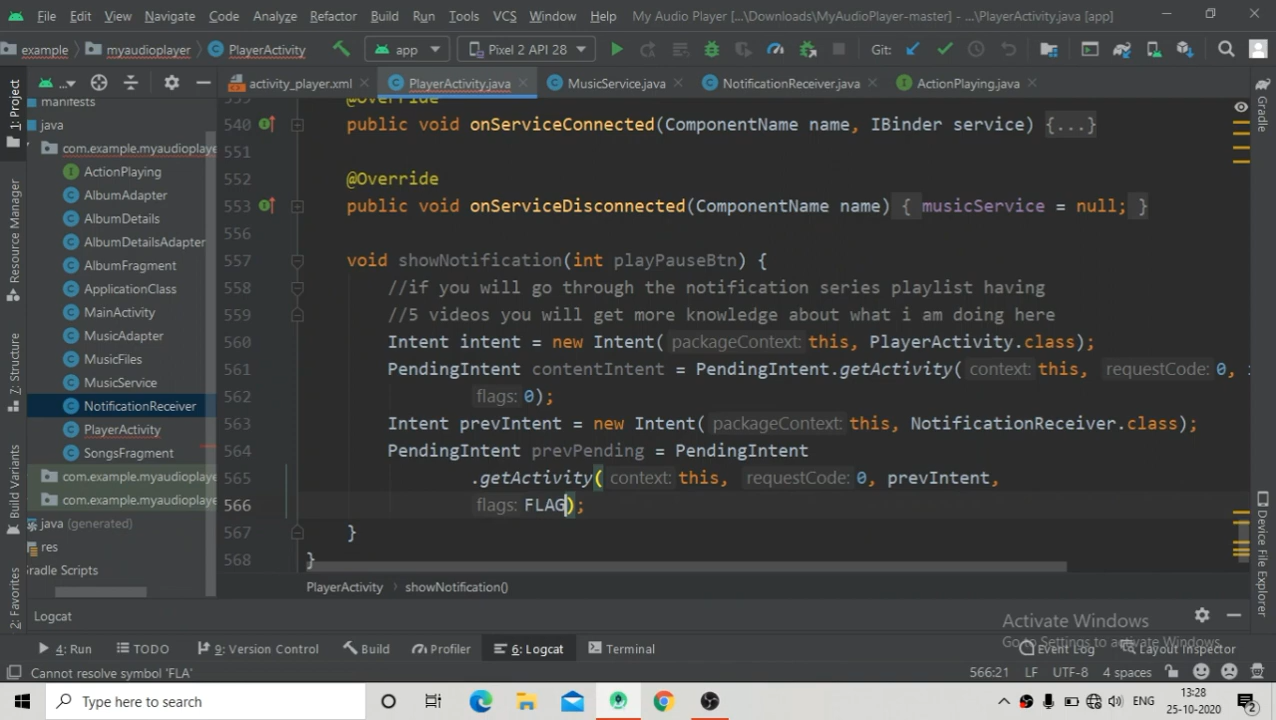 File Edit View Navigate Code Analyze Refactor Build Run Tools VCS Window Help My Audio Player [...\Downloads\MyAudioPlayer-master] - ...\PlayerActivity.java [app]
example myaudioplayer PlayerActivity app Pixel 2 API 28 Git:
activity_player.xml PlayerActivity.java MusicService.java NotificationReceiver.java ActionPlaying.java
1: Project
Resource Manager
7: Structure
Build Variants
2: Favorites
manifests
java
com.example.myaudioplaye
ActionPlaying
AlbumAdapter
AlbumDetails
AlbumDetailsAdapter
AlbumFragment
ApplicationClass
MainActivity
MusicAdapter
MusicFiles
MusicService
NotificationReceiver
PlayerActivity
SongsFragment
com.example.myaudioplaye
com.example.myaudioplaye
java (generated)
res
radle Scripts
539 @Override
540 public void onServiceConnected(ComponentName name, IBinder service) {...}
551
552 @Override
553 public void onServiceDisconnected(ComponentName name) { musicService = null; }
556
557 void showNotification(int playPauseBtn) {
558 //if you will go through the notification series playlist having
559 //5 videos you will get more knowledge about what i am doing here
560 Intent intent = new Intent( packageContext: this, PlayerActivity.class);
561 PendingIntent contentIntent = PendingIntent.getActivity( context: this, requestCode: 0, i
562 flags: 0);
563 Intent prevIntent = new Intent( packageContext: this, NotificationReceiver.class);
564 PendingIntent prevPending = PendingIntent
565 .getActivity( context: this, requestCode: 0, prevIntent,
566 flags: FLAG);
567 }
568 }
PlayerActivity showNotification()
Gradle
Device File Explorer
Logcat
Activate Windows
Go to Settings to activate Windows.
4: Run TODO 9: Version Control Build Profiler 6: Logcat Terminal Event Log Layout Inspector
Cannot resolve symbol 'FLA' 566:21 LF UTF-8 4 spaces
Type here to search ENG 13:28
25-10-2020 2